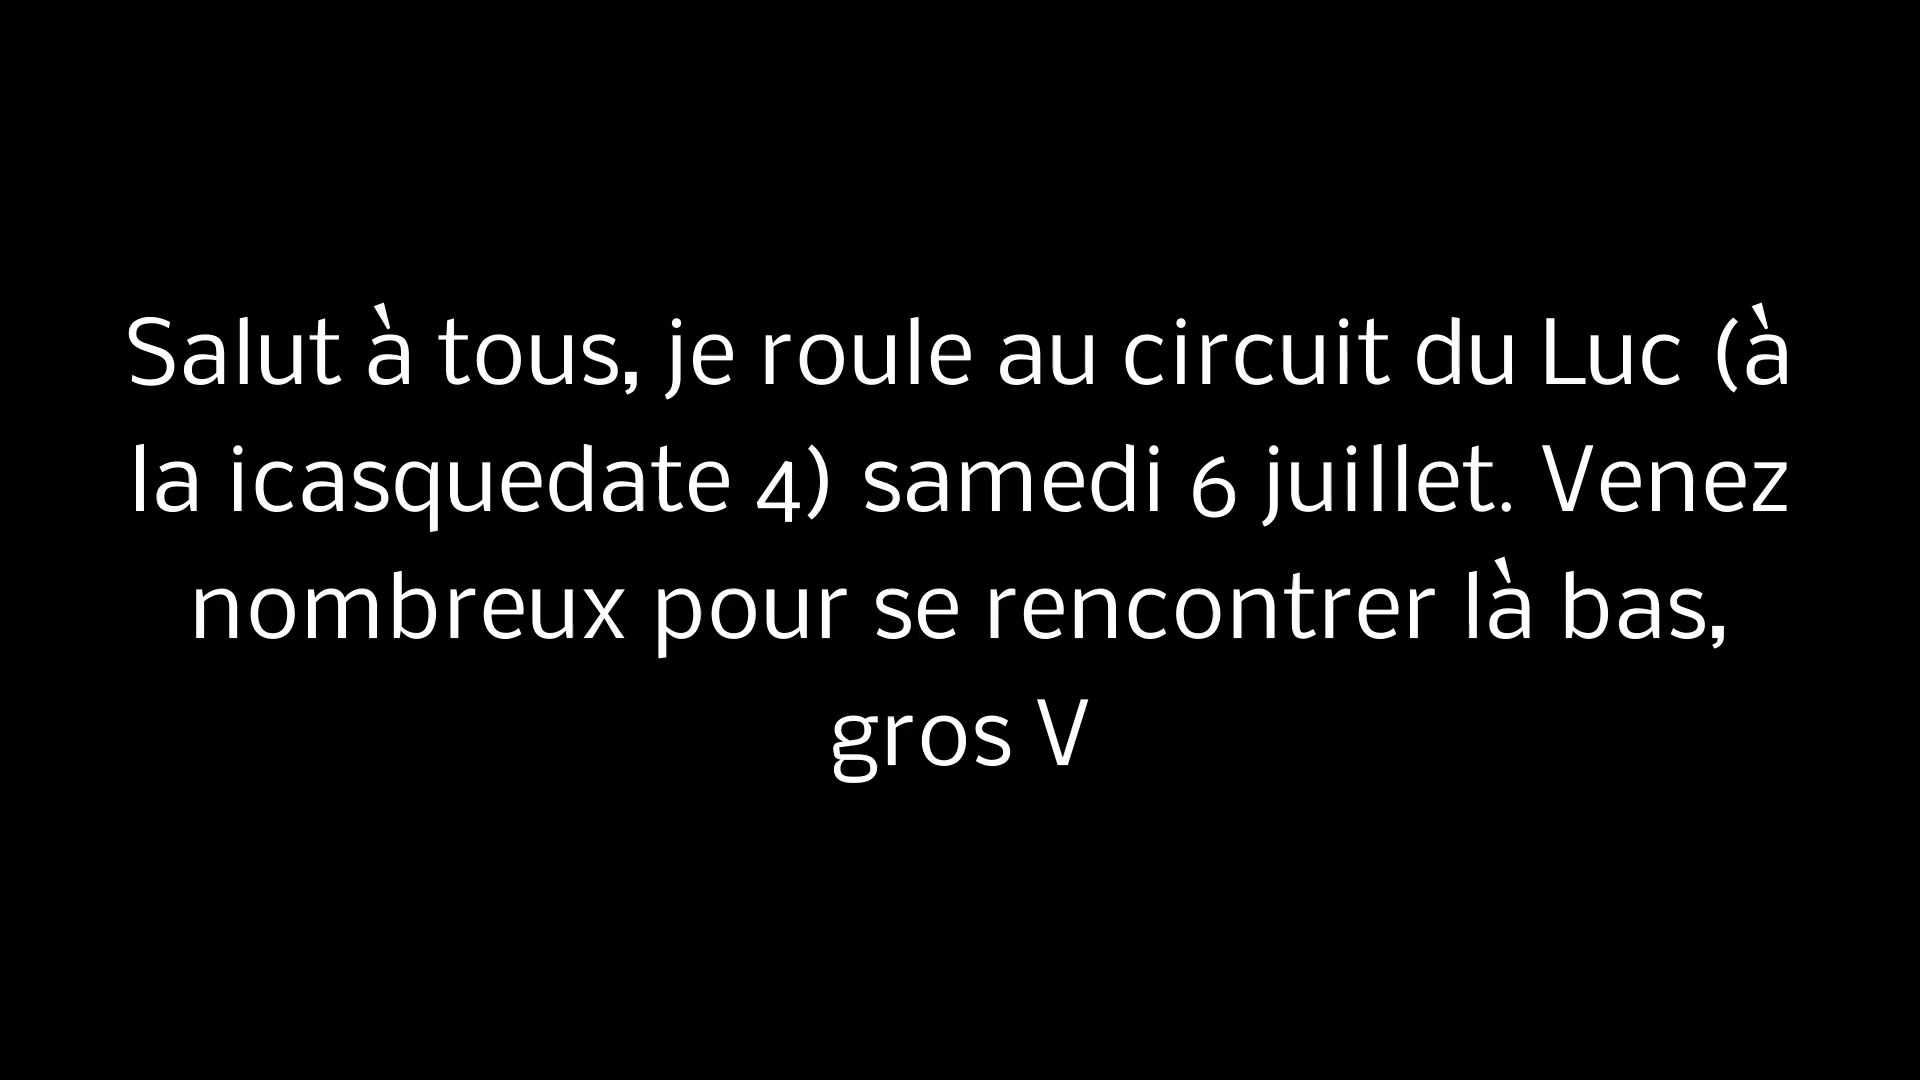 Salut à tous, je roule au circuit du Luc (à
la icasquedate 4) samedi 6 juillet. Venez
nombreux pour se rencontrer là bas,
gros V